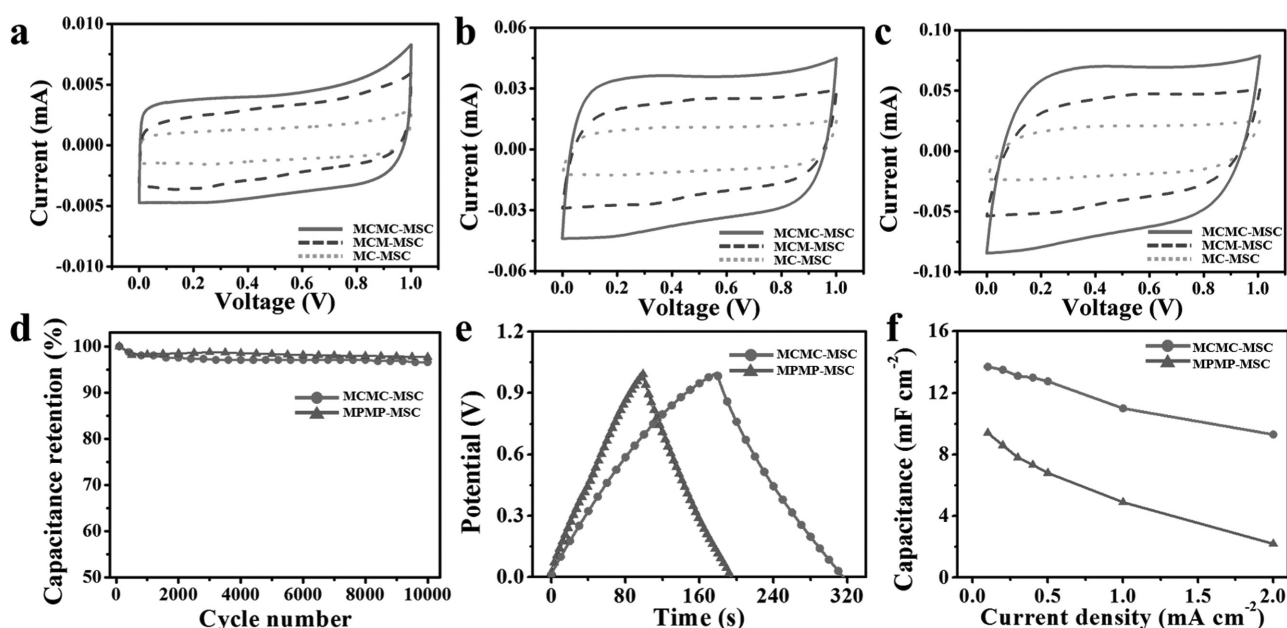 a
Current (mA)
0.010
0.005
0.000
-0.005
-0.010
MCMC-MSC
MCM-MSC
MC-MSC
0.0 0.2 0.4 0.6 0.8 1.0
Voltage (V)
b
Current (mA)
0.06
0.03
0.00
-0.03
-0.06
MCMC-MSC
MCM-MSC
MC-MSC
0.0 0.2 0.4 0.6 0.8 1.0
Voltage (V)
c
Current (mA)
0.10
0.05
0.00
-0.05
-0.10
MCMC-MSC
MCM-MSC
MC-MSC
0.0 0.2 0.4 0.6 0.8 1.0
Voltage (V)
d
Capacitance retention (%)
100
90
80
70
60
50
MCMC-MSC
MPMP-MSC
0 2000 4000 6000 8000 10000
Cycle number
e
Potential (V)
1.2
0.9
0.6
0.3
0.0
MCMC-MSC
MPMP-MSC
0 80 160 240 320
Time (s)
f
Capacitance (mF cm⁻²)
16
12
8
4
0
MCMC-MSC
MPMP-MSC
0.0 0.5 1.0 1.5 2.0
Current density (mA cm⁻²)